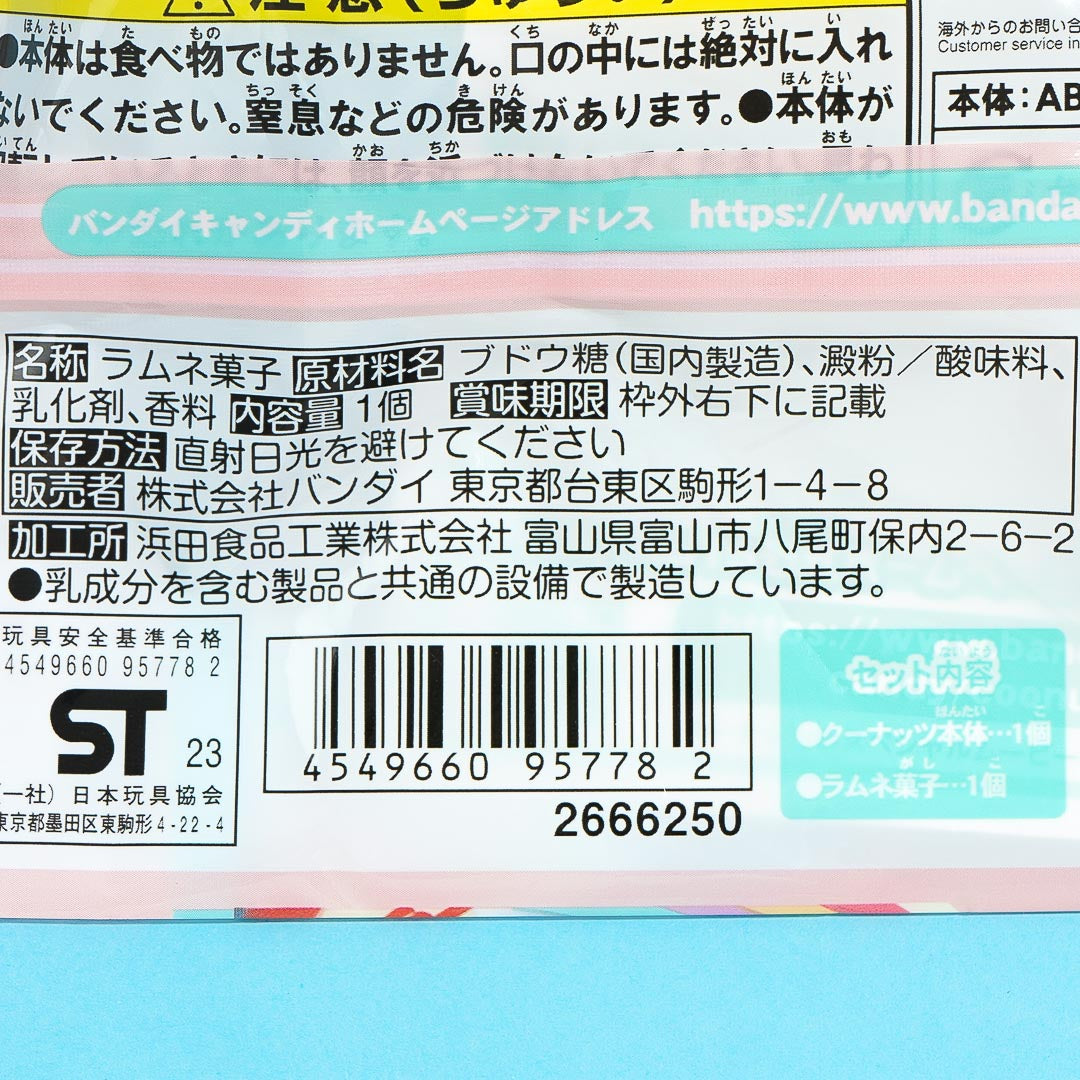 ●本体は食べ物ではありません。口の中には絶対に入れ
ないでください。窒息などの危険があります。●本体が
海外からのお問い合
Customer service in
本体：AB
バンダイキャンディホームページアドレス https://www.banda
名称 ラムネ菓子 原材料名 ブドウ糖（国内製造）、澱粉／酸味料、
乳化剤、香料 内容量 1個 賞味期限 枠外右下に記載
保存方法 直射日光を避けてください
販売者 株式会社バンダイ 東京都台東区駒形1−4−8
加工所 浜田食品工業株式会社 富山県富山市八尾町保内2−6−2
●乳成分を含む製品と共通の設備で製造しています。
玩具安全基準合格
4549660 95778 2
ST 23
(一社) 日本玩具協会
東京都墨田区東駒形4-22-4
4549660 95778 2
2666250
セット内容
●クーナッツ本体…1個
●ラムネ菓子…1個